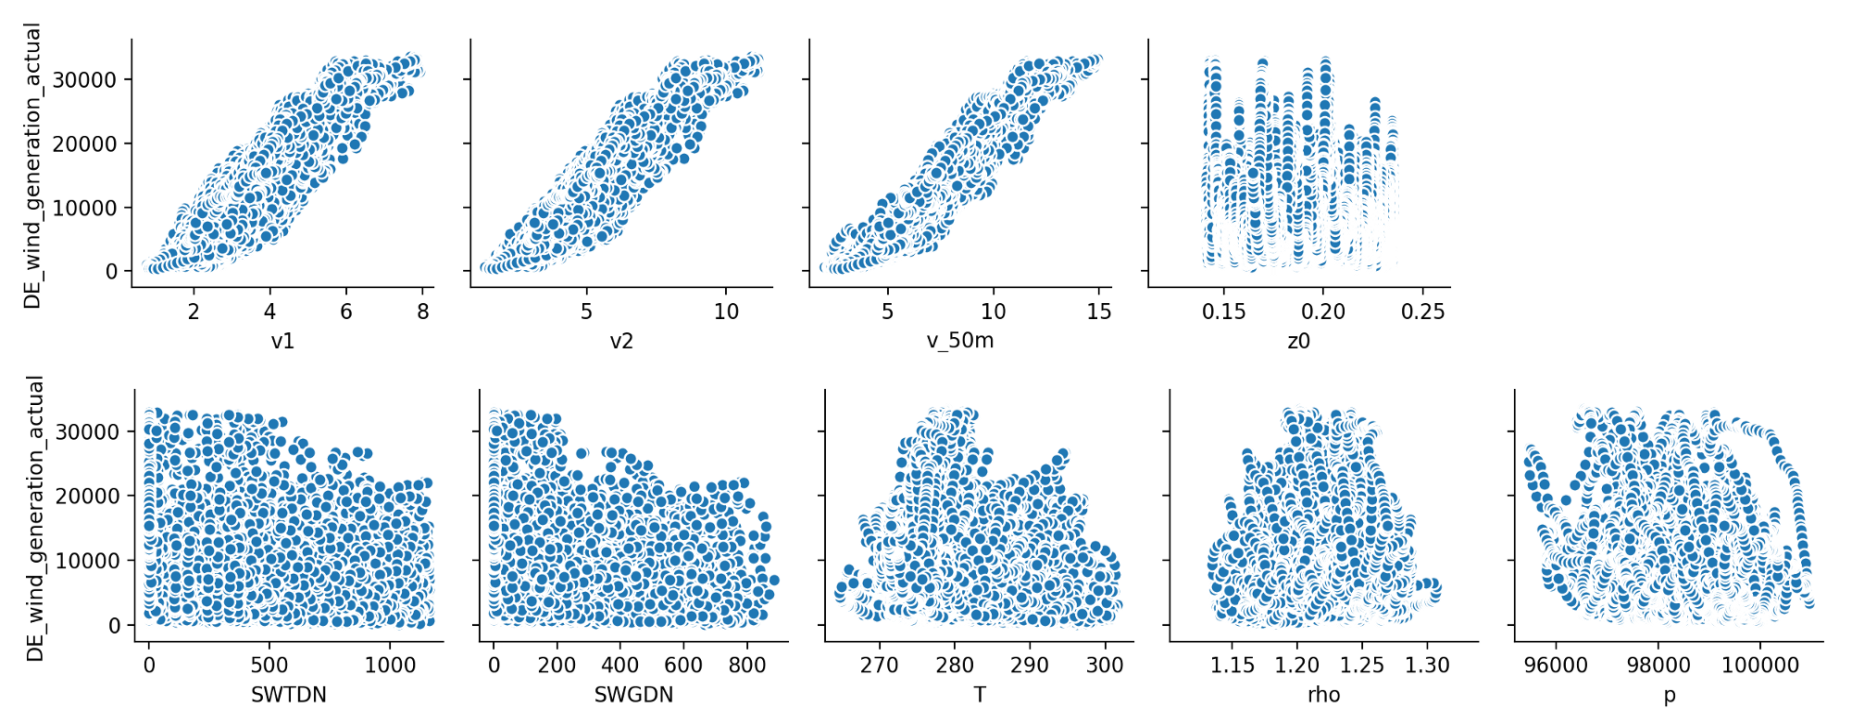 DE_wind_generation_actual
30000
20000
10000
0
2 4 6 8
v1
5 10
v2
5 10 15
v_50m
0.15 0.20 0.25
z0
DE_wind_generation_actual
30000
20000
10000
0
0 500 1000
SWTDN
0 200 400 600 800
SWGDN
270 280 290 300
T
1.15 1.20 1.25 1.30
rho
96000 98000 100000
p